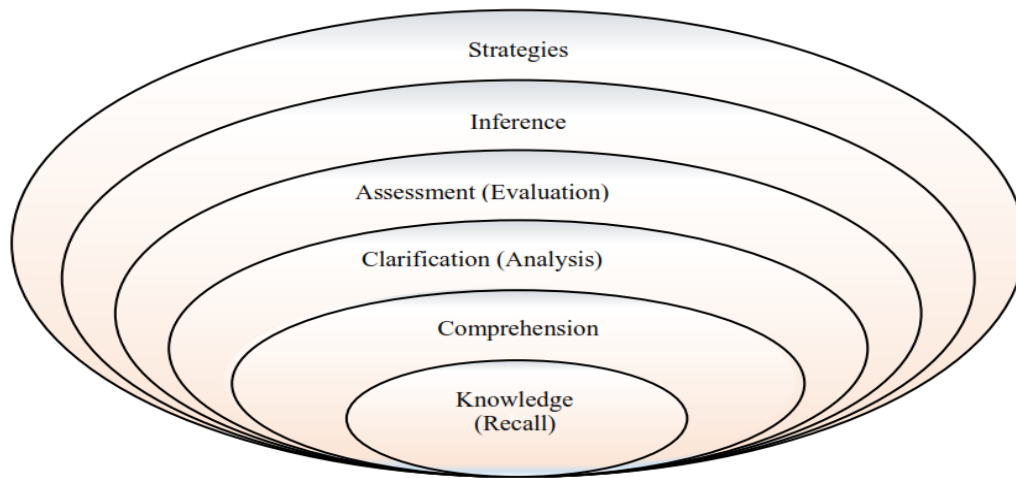 Strategies
Inference
Assessment (Evaluation)
Clarification (Analysis)
Comprehension
Knowledge
(Recall)